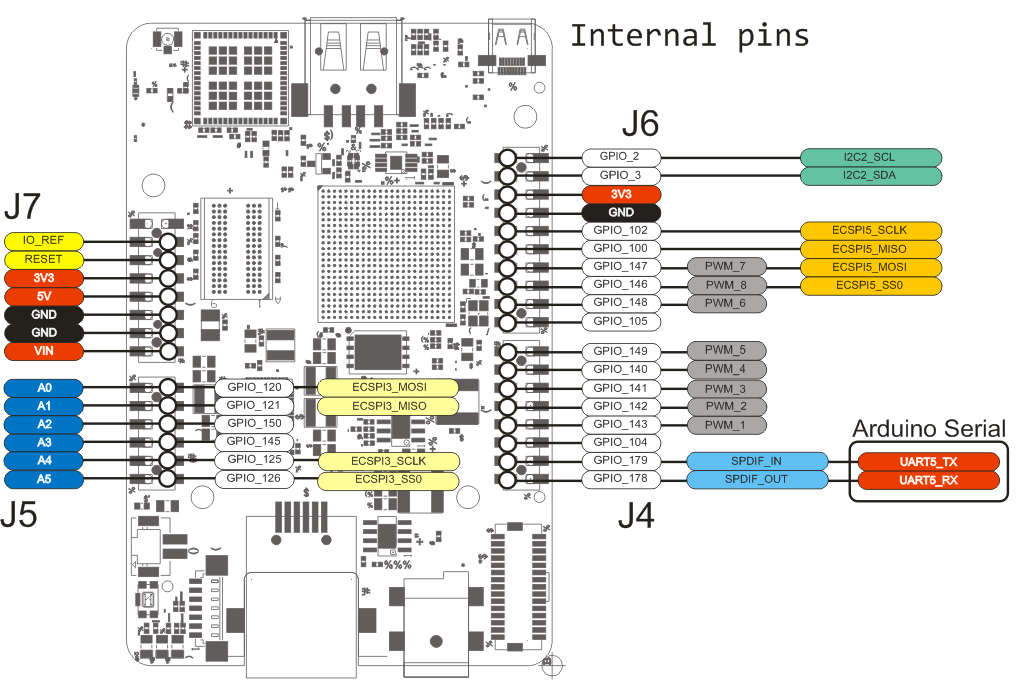 Internal pins
J6
GPIO_2 I2C2_SCL
GPIO_3 I2C2_SDA
3V3
GND
GPIO_102 ECSPI5_SCLK
GPIO_100 ECSPI5_MISO
GPIO_147 PWM_7 ECSPI5_MOSI
GPIO_146 PWM_8 ECSPI5_SS0
GPIO_148 PWM_6
GPIO_105
J7
IO_REF
RESET
3V3
5V
GND
GND
VIN
GPIO_149 PWM_5
GPIO_140 PWM_4
GPIO_141 PWM_3
GPIO_142 PWM_2
GPIO_143 PWM_1
GPIO_104
Arduino Serial
GPIO_179 SPDIF_IN UART5_TX
GPIO_178 SPDIF_OUT UART5_RX
J4
A0 GPIO_120 ECSPI3_MOSI
A1 GPIO_121 ECSPI3_MISO
A2 GPIO_150
A3 GPIO_145
A4 GPIO_125 ECSPI3_SCLK
A5 GPIO_126 ECSPI3_SS0
J5